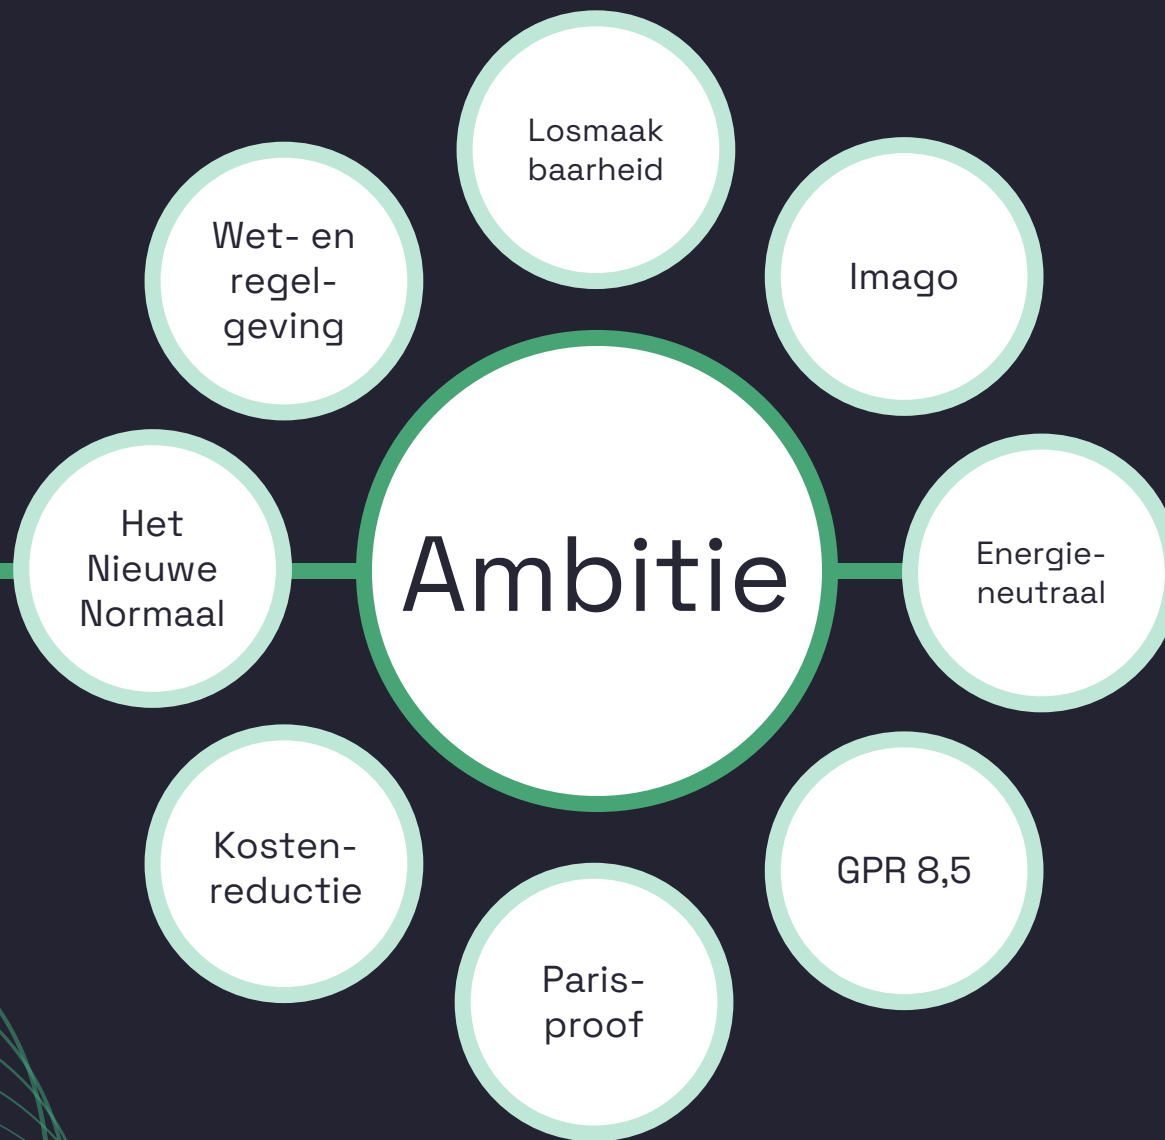 Losmaak
baarheid
Wet- en
regel-
geving
Imago
Het
Nieuwe
Normaal
Ambitie
Energie-
neutraal
Kosten-
reductie
GPR 8,5
Paris-
proof